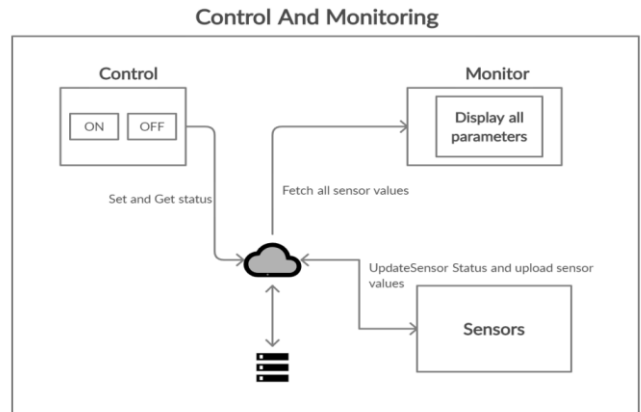 Control And Monitoring
Control
Monitor
ON
OFF
Display all
parameters
Set and Get status
Fetch all sensor values
UpdateSensor Status and upload sensor
values
Sensors